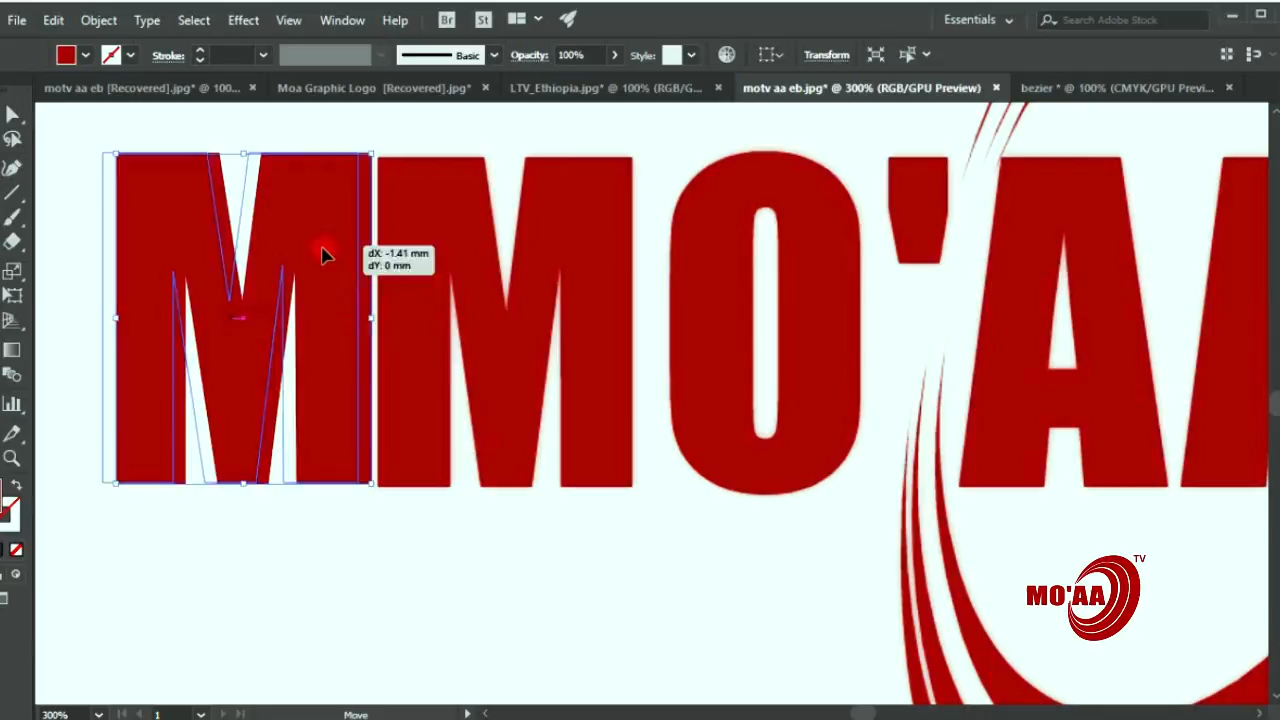 File Edit Object Type Select Effect View Window Help Br St Essentials Search Adobe Stock
Stroke: Basic Opacity: 100% Style: Transform
motv aa eb [Recovered].jpg* @ 100... Moa Graphic Logo [Recovered].jpg* LTV_Ethiopia.jpg* @ 100% (RGB/G... motv aa eb.jpg* @ 300% (RGB/GPU Preview) bezier * @ 100% (CMYK/GPU Previ...
MMO'A
dX: -1.41 mm
dY: 0 mm
TV
MO'AA
300% 1 Move